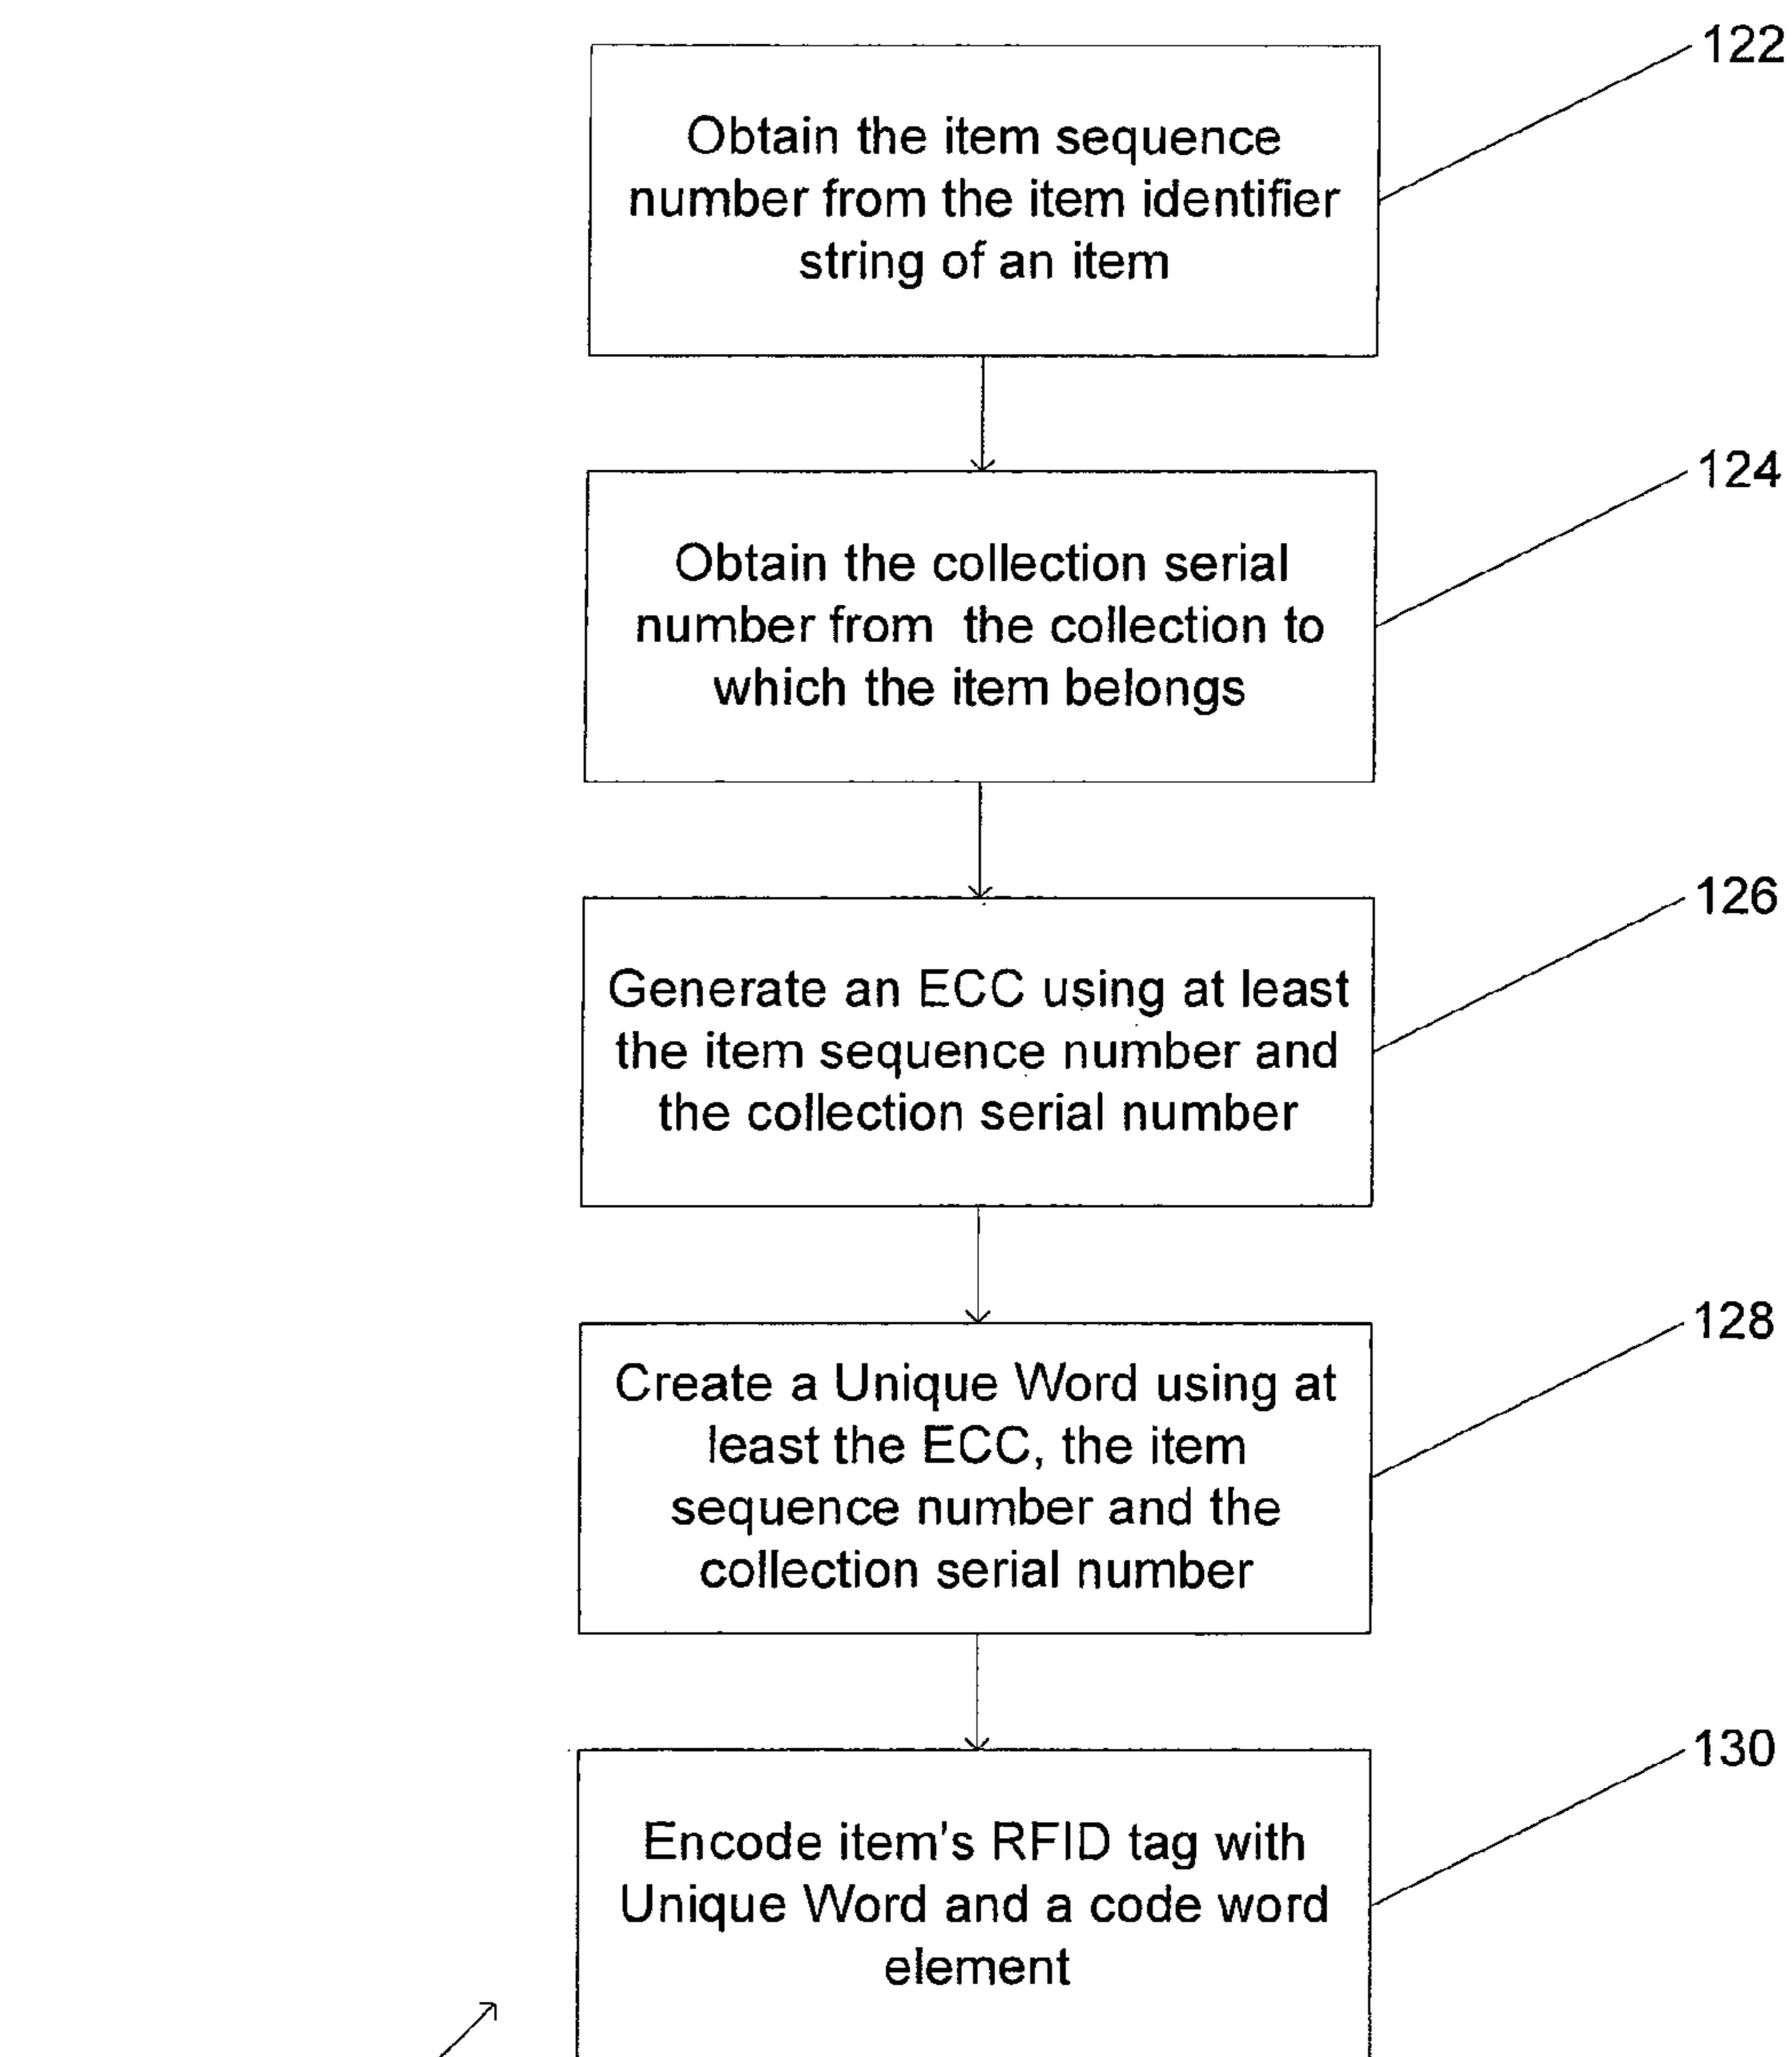 122
Obtain the item sequence
number from the item identifier
string of an item
124
Obtain the collection serial
number from the collection to
which the item belongs
126
Generate an ECC using at least
the item sequence number and
the collection serial number
128
Create a Unique Word using at
least the ECC, the item
sequence number and the
collection serial number
130
Encode item's RFID tag with
Unique Word and a code word
element